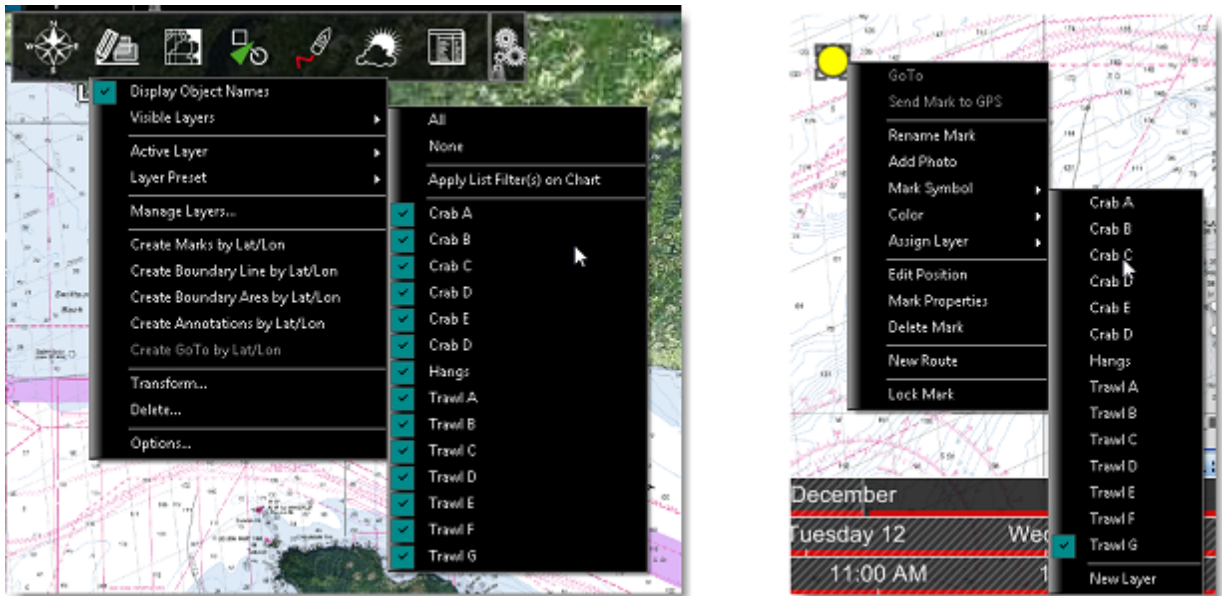 Display Object Names
Visible Layers
Active Layer
Layer Preset
Manage Layers...
Create Marks by Lat/Lon
Create Boundary Line by Lat/Lon
Create Boundary Area by Lat/Lon
Create Annotations by Lat/Lon
Create GoTo by Lat/Lon
Transform...
Delete...
Options...
All
None
Apply List Filter(s) on Chart
Crab A
Crab B
Crab C
Crab D
Crab E
Crab D
Hangs
Trawl A
Trawl B
Trawl C
Trawl D
Trawl E
Trawl F
Trawl G
GoTo
Send Mark to GPS
Rename Mark
Add Photo
Mark Symbol
Color
Assign Layer
Edit Position
Mark Properties
Delete Mark
New Route
Lock Mark
Crab A
Crab B
Crab C
Crab D
Crab E
Crab D
Hangs
Trawl A
Trawl B
Trawl C
Trawl D
Trawl E
Trawl F
Trawl G
New Layer
December
Tuesday 12 Wed
11:00 AM 1